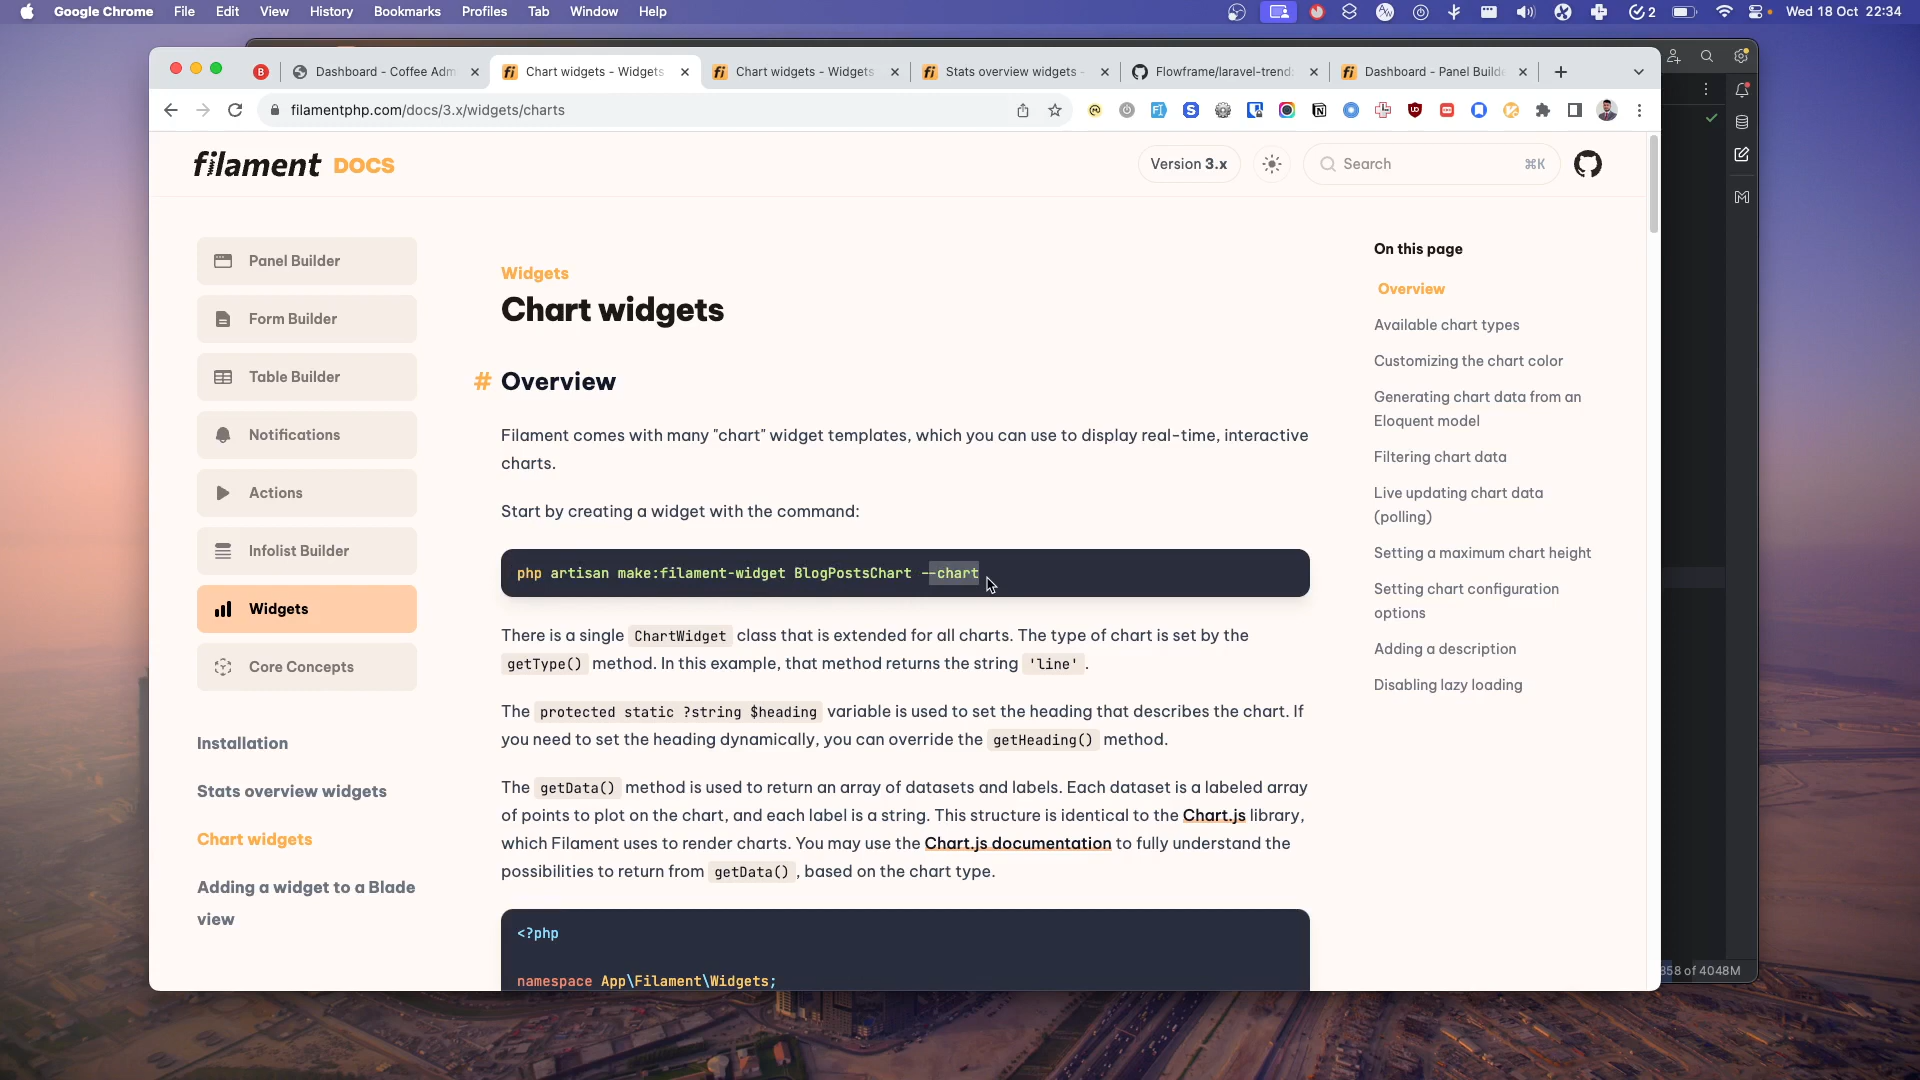 Google Chrome File Edit View History Bookmarks Profiles Tab Window Help
2 Wed 18 Oct 22:34
Dashboard - Coffee Adm
Chart widgets - Widgets
Chart widgets - Widgets
Stats overview widgets -
Flowframe/laravel-trend:
Dashboard - Panel Builde
filamentphp.com/docs/3.x/widgets/charts
filament DOCS
Version 3.x
Search ⌘K
Panel Builder
Form Builder
Table Builder
Notifications
Actions
Infolist Builder
Widgets
Core Concepts
Installation
Stats overview widgets
Chart widgets
Adding a widget to a Blade
view
Widgets
Chart widgets
# Overview
Filament comes with many "chart" widget templates, which you can use to display real-time, interactive
charts.
Start by creating a widget with the command:
php artisan make:filament-widget BlogPostsChart --chart
There is a single ChartWidget class that is extended for all charts. The type of chart is set by the
getType() method. In this example, that method returns the string 'line' .
The protected static ?string $heading variable is used to set the heading that describes the chart. If
you need to set the heading dynamically, you can override the getHeading() method.
The getData() method is used to return an array of datasets and labels. Each dataset is a labeled array
of points to plot on the chart, and each label is a string. This structure is identical to the Chart.js library,
which Filament uses to render charts. You may use the Chart.js documentation to fully understand the
possibilities to return from getData() , based on the chart type.
<?php
namespace App\Filament\Widgets;
On this page
Overview
Available chart types
Customizing the chart color
Generating chart data from an
Eloquent model
Filtering chart data
Live updating chart data
(polling)
Setting a maximum chart height
Setting chart configuration
options
Adding a description
Disabling lazy loading
858 of 4048M